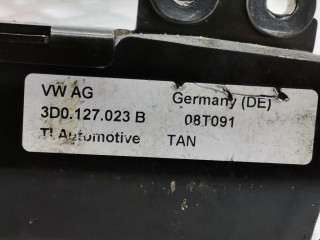 VW AG Germany (DE)
3D0.127.023 B 08T091
TI Automotive TAN